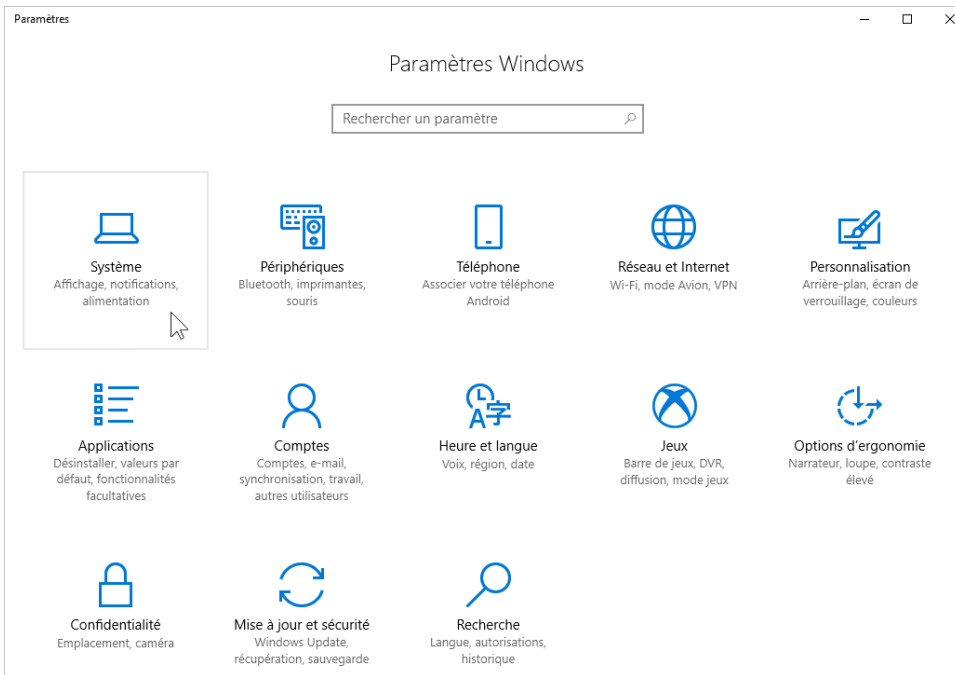 Paramètres
Paramètres Windows
Rechercher un paramètre
Système
Affichage, notifications,
alimentation
Périphériques
Bluetooth, imprimantes,
souris
Téléphone
Associer votre téléphone
Android
Réseau et Internet
Wi-Fi, mode Avion, VPN
Personnalisation
Arrière-plan, écran de
verrouillage, couleurs
Applications
Désinstaller, valeurs par
défaut, fonctionnalités
facultatives
Comptes
Comptes, e-mail,
synchronisation, travail,
autres utilisateurs
Heure et langue
Voix, région, date
Jeux
Barre de jeux, DVR,
diffusion, mode jeux
Options d'ergonomie
Narrateur, loupe, contraste
élevé
Confidentialité
Emplacement, caméra
Mise à jour et sécurité
Windows Update,
récupération, sauvegarde
Recherche
Langue, autorisations,
historique